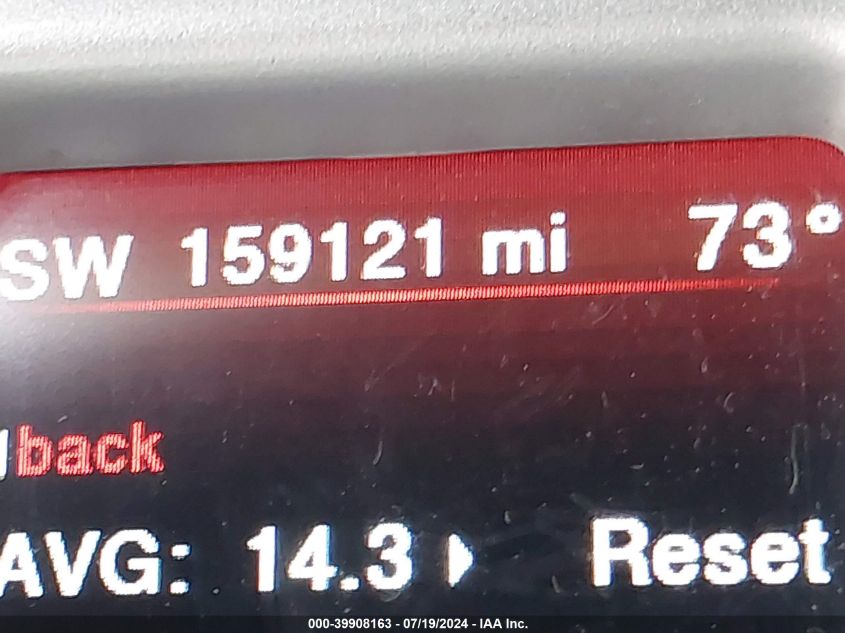 SW 159121 mi 73°
back
AVG: 14.3 Reset
000-39908163 - 07/19/2024 - IAA Inc.